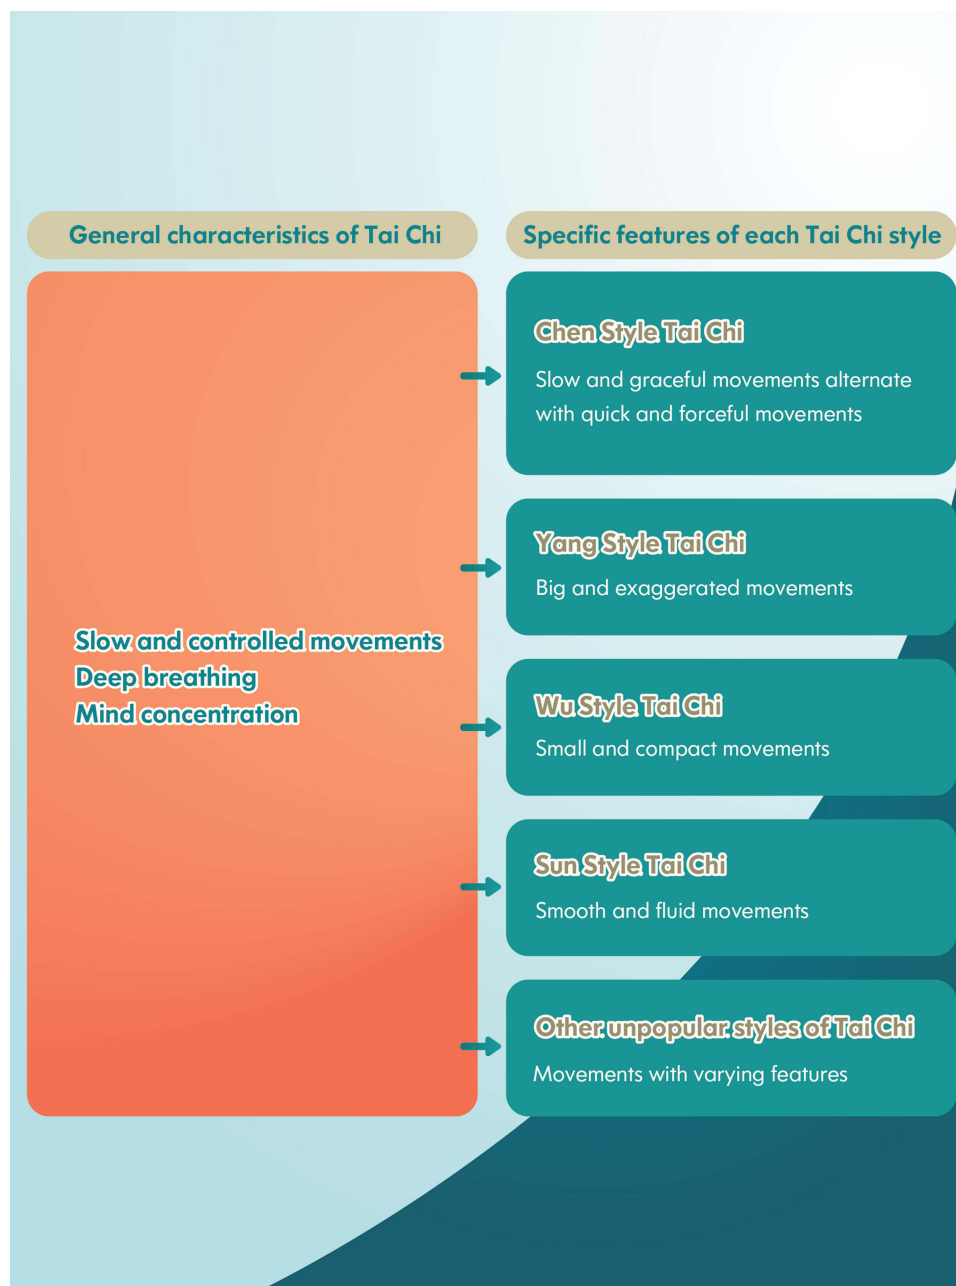 General characteristics of Tai Chi
Slow and controlled movements
Deep breathing
Mind concentration
Specific features of each Tai Chi style
Chen Style Tai Chi
Slow and graceful movements alternate
with quick and forceful movements
Yang Style Tai Chi
Big and exaggerated movements
Wu Style Tai Chi
Small and compact movements
Sun Style Tai Chi
Smooth and fluid movements
Other unpopular styles of Tai Chi
Movements with varying features